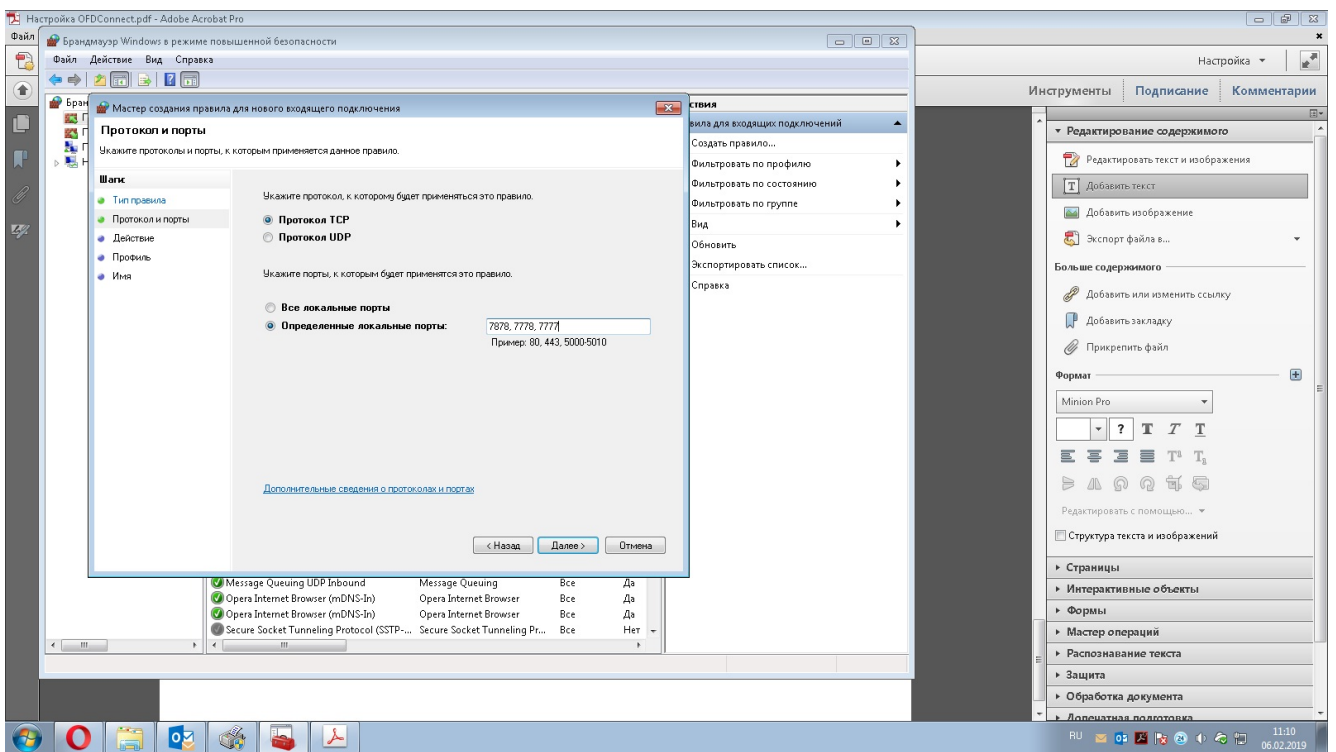 Настройка OFDConnect.pdf - Adobe Acrobat Pro
Файл
Брандмауэр Windows в режиме повышенной безопасности
Файл Действие Вид Справка
Настройка
Инструменты Подписание Комментарии
Мастер создания правила для нового входящего подключения
Протокол и порты
Укажите протоколы и порты, к которым применяется данное правило.
Шаги:
Тип правила
Протокол и порты
Действие
Профиль
Имя
Укажите протокол, к которому будет применяться это правило.
Протокол TCP
Протокол UDP
Укажите порты, к которым будет применятся это правило.
Все локальные порты
Определенные локальные порты:
7878, 7778, 7777
Пример: 80, 443, 5000-5010
Дополнительные сведения о протоколах и портах
< Назад Далее > Отмена
Создать правило...
Фильтровать по профилю
Фильтровать по состоянию
Фильтровать по группе
Вид
Обновить
Экспортировать список...
Справка
Message Queuing UDP Inbound Message Queuing Все Да
Opera Internet Browser (mDNS-In) Opera Internet Browser Все Да
Opera Internet Browser (mDNS-In) Opera Internet Browser Все Да
Secure Socket Tunneling Protocol (SSTP-... Secure Socket Tunneling Pr... Все Нет
Редактирование содержимого
Редактировать текст и изображения
Добавить текст
Добавить изображение
Экспорт файла в...
Больше содержимого
Добавить или изменить ссылку
Добавить закладку
Прикрепить файл
Формат
Minion Pro
Редактировать с помощью...
Структура текста и изображений
Страницы
Интерактивные объекты
Формы
Мастер операций
Распознавание текста
Защита
Обработка документа
Допечатная подготовка
RU
11:10
06.02.2019